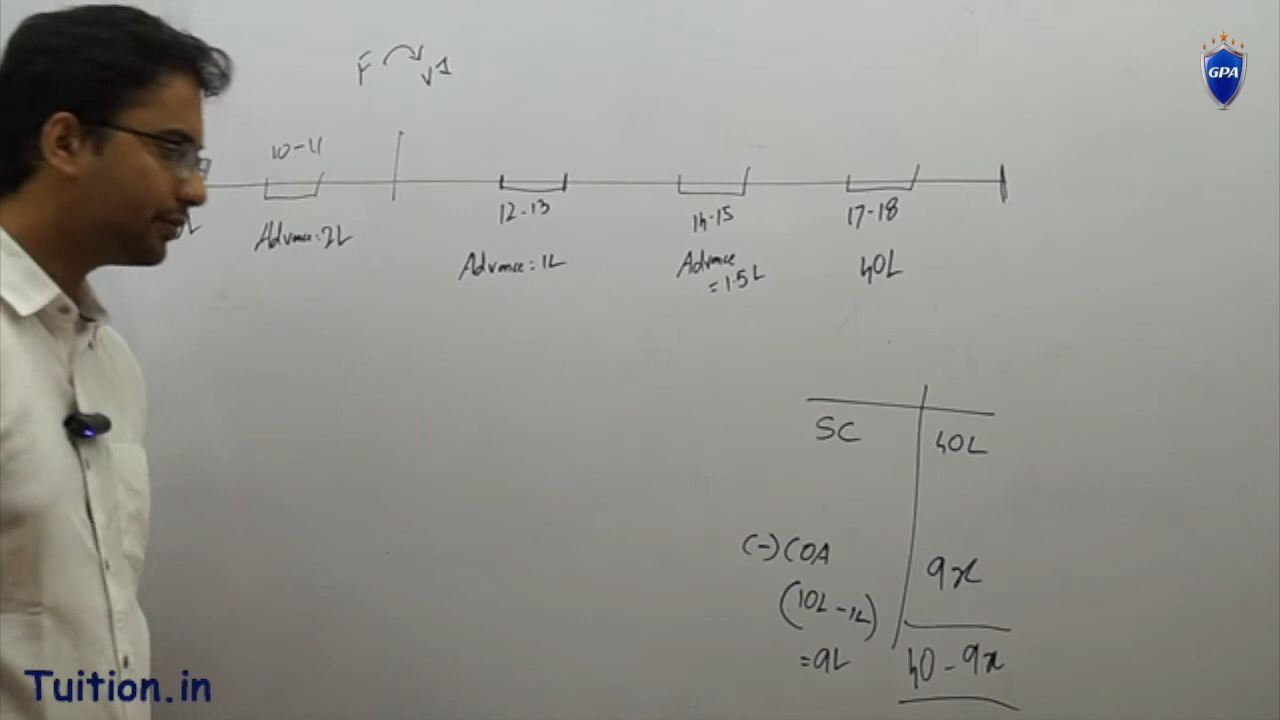 F V1
GPA
10-11
Advance: 2L
12-13
14-15
17-18
Advance: 1L
Advance
= 1.5L
40L
SC 40L
(-) COA 9x
(10L - 1L)
= 9L 40 - 9x
Tuition.in